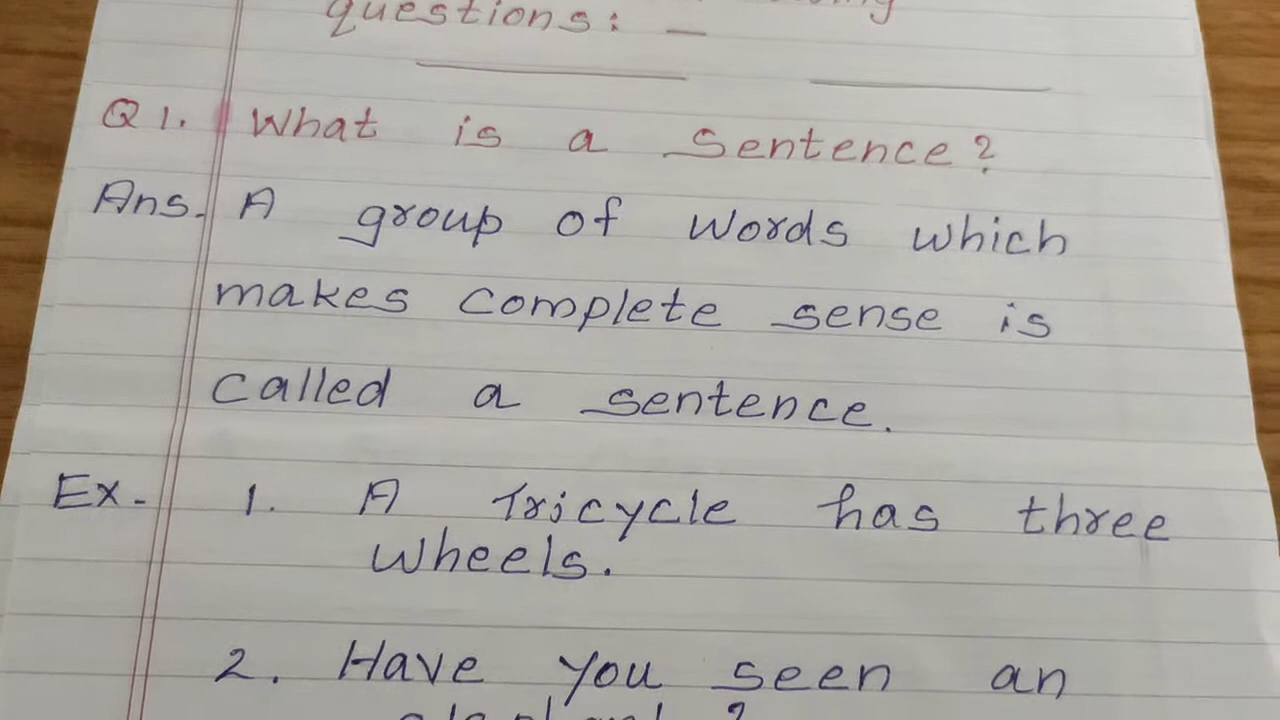 questions: —
Q1. What is a Sentence?
Ans. A group of words which
makes complete sense is
called a sentence.
Ex- 1. A Tricycle has three
wheels.
2. Have you seen an